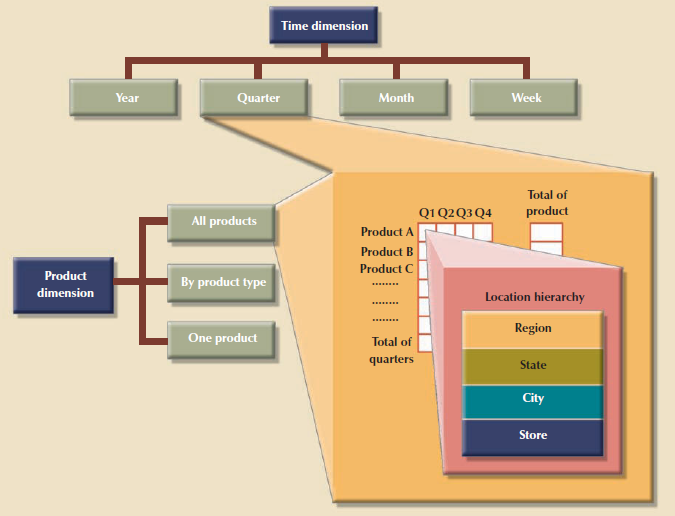 Time dimension
Year
Quarter
Month
Week
All products
By product type
One product
Product
dimension
Total of
product
Q1 Q2 Q3 Q4
Product A
Product B
Product C
........
........
........
Total of
quarters
Location hierarchy
Region
State
City
Store